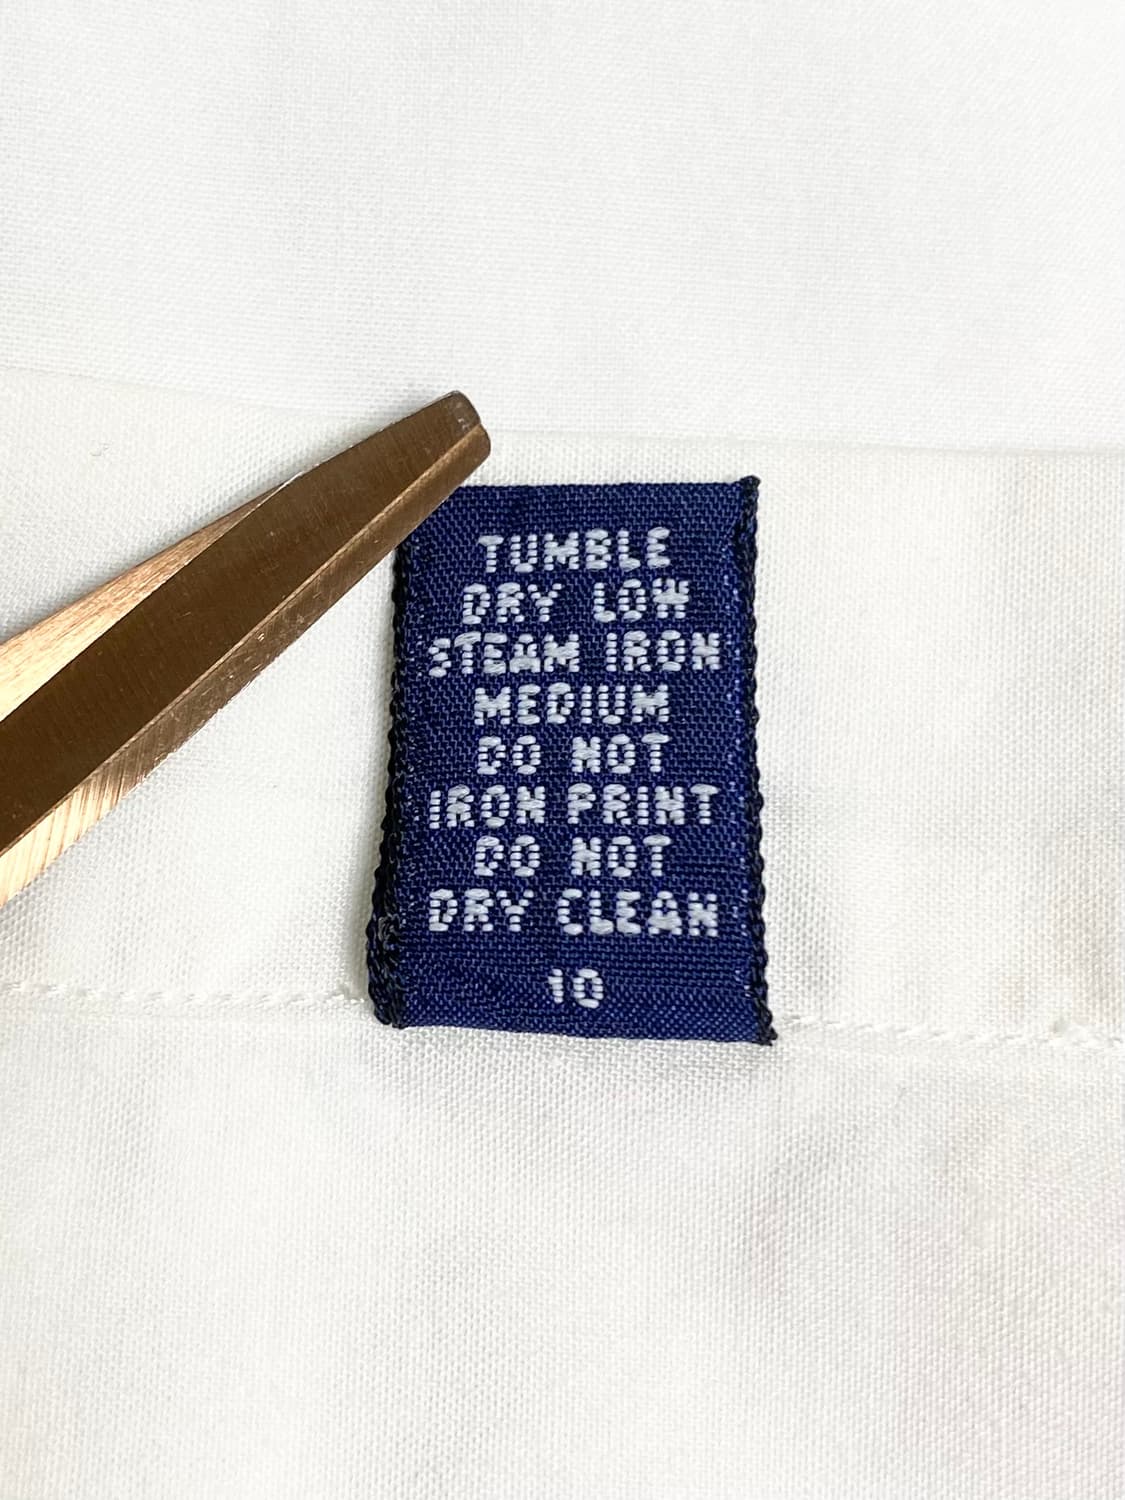 TUMBLE
DRY LOW
STEAM IRON
MEDIUM
DO NOT
IRON PRINT
DO NOT
DRY CLEAN
10